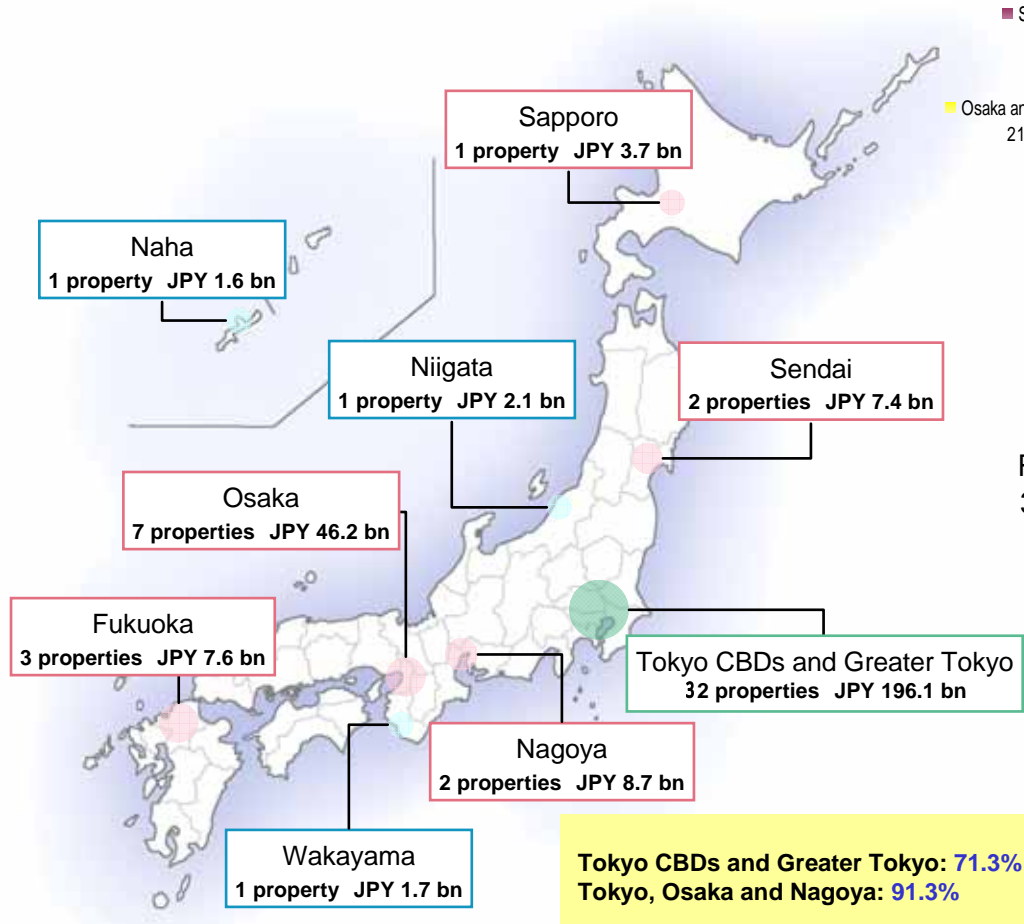 S
Osaka an
21
Sapporo
1 property JPY 3.7 bn
Naha
1 property JPY 1.6 bn
Niigata
1 property JPY 2.1 bn
Sendai
2 properties JPY 7.4 bn
Osaka
7 properties JPY 46.2 bn
Fukuoka
3 properties JPY 7.6 bn
Tokyo CBDs and Greater Tokyo
32 properties JPY 196.1 bn
Nagoya
2 properties JPY 8.7 bn
Wakayama
1 property JPY 1.7 bn
Tokyo CBDs and Greater Tokyo: 71.3%
Tokyo, Osaka and Nagoya: 91.3%